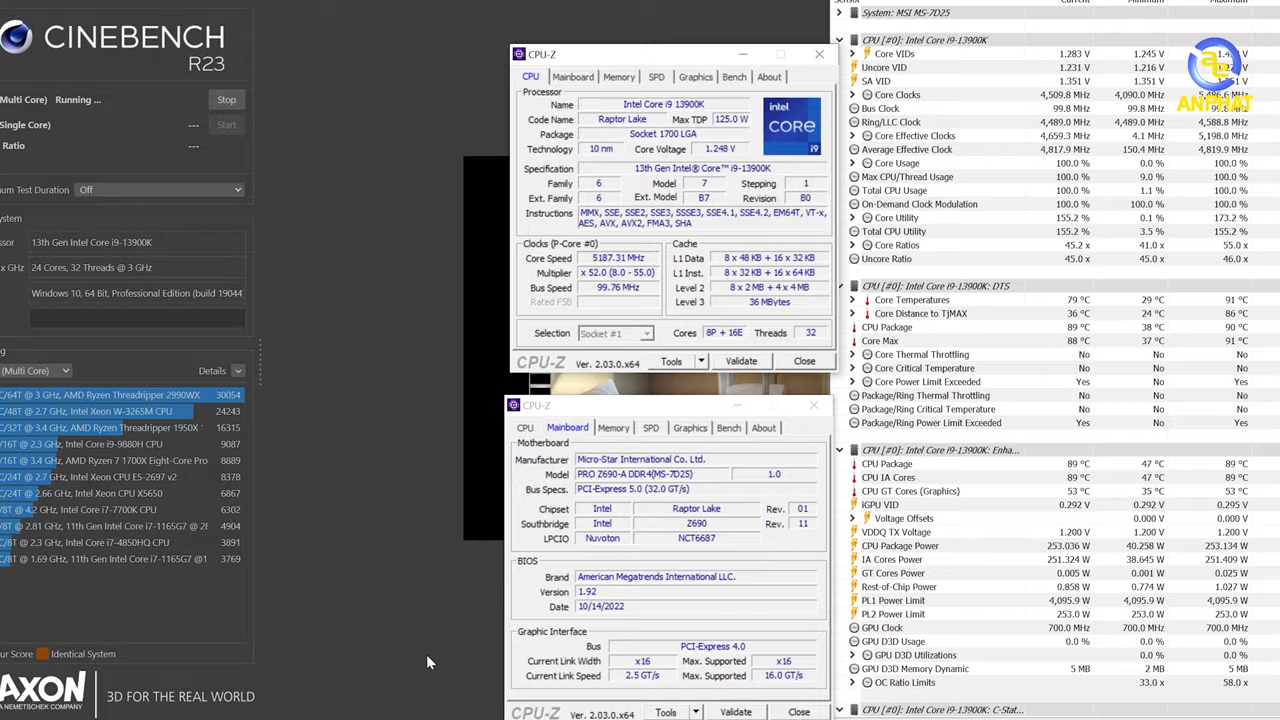 CINEBENCH
R23
(Multi Core) Running ... Stop
(Single Core) --- Start
Ratio ---
Test Duration Off
13th Gen Intel Core i9-13900K
x GHz 24 Cores, 32 Threads @ 3 GHz
Windows 10, 64 Bit, Professional Edition (build 19044
(Multi Core) Details
C/64T @ 3 GHz, AMD Ryzen Threadripper 2990WX 30054
C/48T @ 2.7 GHz, Intel Xeon W-3265M CPU 24243
C/32T @ 3.4 GHz, AMD Ryzen Threadripper 1950X 16315
/16T @ 2.3 GHz, Intel Core i9-9880H CPU 9087
/16T @ 3.4 GHz, AMD Ryzen 7 1700X Eight-Core Pro 8889
C/24T @ 2.7 GHz, Intel Xeon CPU E5-2697 v2 8378
C/24T @ 2.66 GHz, Intel Xeon CPU X5650 6867
/8T @ 4.2 GHz, Intel Core i7-7700K CPU 6302
/8T @ 2.81 GHz, 11th Gen Intel Core i7-1165G7 @ 28 4904
/8T @ 2.3 GHz, Intel Core i7-4850HQ CPU 3891
/8T @ 1.69 GHz, 11th Gen Intel Core i7-1165G7 @1 3769
ur Score Identical System
AXON
A NEMETSCHEK COMPANY
3D FOR THE REAL WORLD
CPU-Z
CPU Mainboard Memory SPD Graphics Bench About
Processor
Name Intel Core i9 13900K
Code Name Raptor Lake Max TDP 125.0 W
Package Socket 1700 LGA
Technology 10 nm Core Voltage 1.248 V
intel
CORE
i9
Specification 13th Gen Intel® Core™ i9-13900K
Family 6 Model 7 Stepping 1
Ext. Family 6 Ext. Model B7 Revision B0
Instructions MMX, SSE, SSE2, SSE3, SSSE3, SSE4.1, SSE4.2, EM64T, VT-x,
AES, AVX, AVX2, FMA3, SHA
Clocks (P-Core #0) Cache
Core Speed 5187.31 MHz L1 Data 8 x 48 KB + 16 x 32 KB
Multiplier x 52.0 (8.0 - 55.0) L1 Inst. 8 x 32 KB + 16 x 64 KB
Bus Speed 99.76 MHz Level 2 8 x 2 MB + 4 x 4 MB
Rated FSB Level 3 36 MBytes
Selection Socket #1 Cores 8P + 16E Threads 32
CPU-Z Ver. 2.03.0.x64 Tools Validate Close
CPU-Z
CPU Mainboard Memory SPD Graphics Bench About
Motherboard
Manufacturer Micro-Star International Co. Ltd.
Model PRO Z690-A DDR4(MS-7D25) 1.0
Bus Specs. PCI-Express 5.0 (32.0 GT/s)
Chipset Intel Raptor Lake Rev. 01
Southbridge Intel Z690 Rev. 11
LPCIO Nuvoton NCT6687
BIOS
Brand American Megatrends International LLC.
Version 1.92
Date 10/14/2022
Graphic Interface
Bus PCI-Express 4.0
Current Link Width x16 Max. Supported x16
Current Link Speed 2.5 GT/s Max. Supported 16.0 GT/s
CPU-Z Ver. 2.03.0.x64 Tools Validate Close
Sensor Current Minimum Maximum
System: MSI MS-7D25
CPU [#0]: Intel Core i9-13900K
Core VIDs 1.283 V 1.245 V
Uncore VID 1.231 V 1.216 V
SA VID 1.351 V 1.351 V
Core Clocks 4,509.8 MHz 4,090.0 MHz 5,486.6 MHz
Bus Clock 99.8 MHz 99.8 MHz
Ring/LLC Clock 4,489.0 MHz 4,489.0 MHz 4,588.8 MHz
Core Effective Clocks 4,659.3 MHz 4.1 MHz 5,198.0 MHz
Average Effective Clock 4,817.9 MHz 150.4 MHz 4,819.9 MHz
Core Usage 100.0 % 100.0 %
Max CPU/Thread Usage 100.0 % 9.0 % 100.0 %
Total CPU Usage 100.0 % 1.1 % 100.0 %
On-Demand Clock Modulation 100.0 % 100.0 % 100.0 %
Core Utility 155.2 % 0.1 % 173.2 %
Total CPU Utility 155.2 % 3.5 % 155.2 %
Core Ratios 45.2 x 41.0 x 55.0 x
Uncore Ratio 45.0 x 45.0 x 46.0 x
CPU [#0]: Intel Core i9-13900K: DTS
Core Temperatures 79 °C 29 °C 91 °C
Core Distance to TjMAX 36 °C 24 °C 86 °C
CPU Package 89 °C 38 °C 90 °C
Core Max 88 °C 37 °C 91 °C
Core Thermal Throttling No No No
Core Critical Temperature No No No
Core Power Limit Exceeded Yes No Yes
Package/Ring Thermal Throttling No No No
Package/Ring Critical Temperature No No No
Package/Ring Power Limit Exceeded Yes No Yes
CPU [#0]: Intel Core i9-13900K: Enha...
CPU Package 89 °C 47 °C 89 °C
CPU IA Cores 89 °C 47 °C 89 °C
CPU GT Cores (Graphics) 53 °C 35 °C 53 °C
iGPU VID 0.292 V 0.292 V 0.295 V
Voltage Offsets 0.000 V 0.000 V
VDDQ TX Voltage 1.200 V 1.200 V 1.200 V
CPU Package Power 253.036 W 40.258 W 253.134 W
IA Cores Power 251.324 W 38.645 W 251.409 W
GT Cores Power 0.005 W 0.001 W 0.025 W
Rest-of-Chip Power 0.858 W 0.774 W 1.027 W
PL1 Power Limit 4,095.9 W 4,095.9 W 4,095.9 W
PL2 Power Limit 253.0 W 253.0 W 253.0 W
GPU Clock 700.0 MHz 700.0 MHz 700.0 MHz
GPU D3D Usage 0.0 % 0.0 % 0.0 %
GPU D3D Utilizations 0.0 % 0.0 %
GPU D3D Memory Dynamic 5 MB 2 MB 5 MB
OC Ratio Limits 33.0 x 58.0 x
CPU [#0]: Intel Core i9-13900K: C-Stat...
ANPHAT